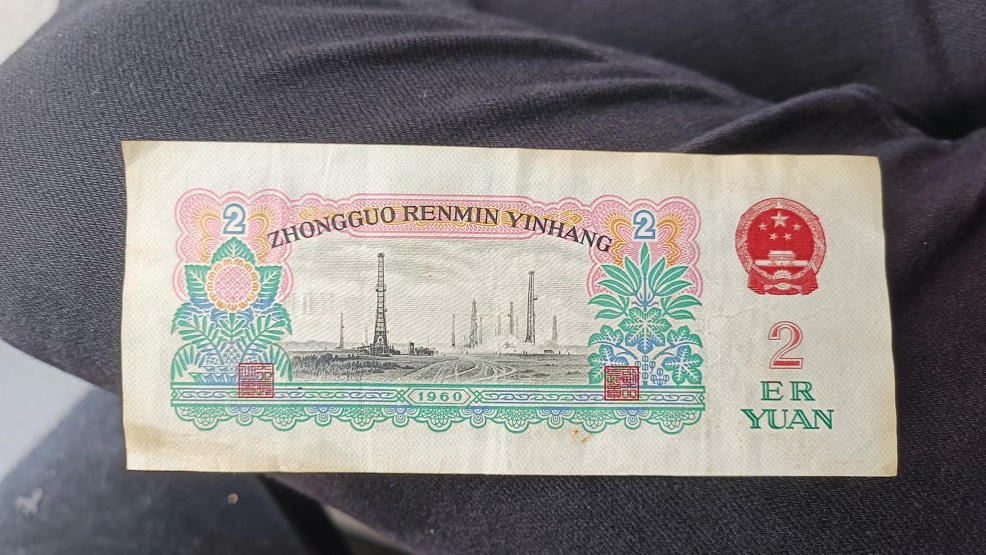 2
2
ZHONGGUO RENMIN YINHANG
1960
2
ER
YUAN